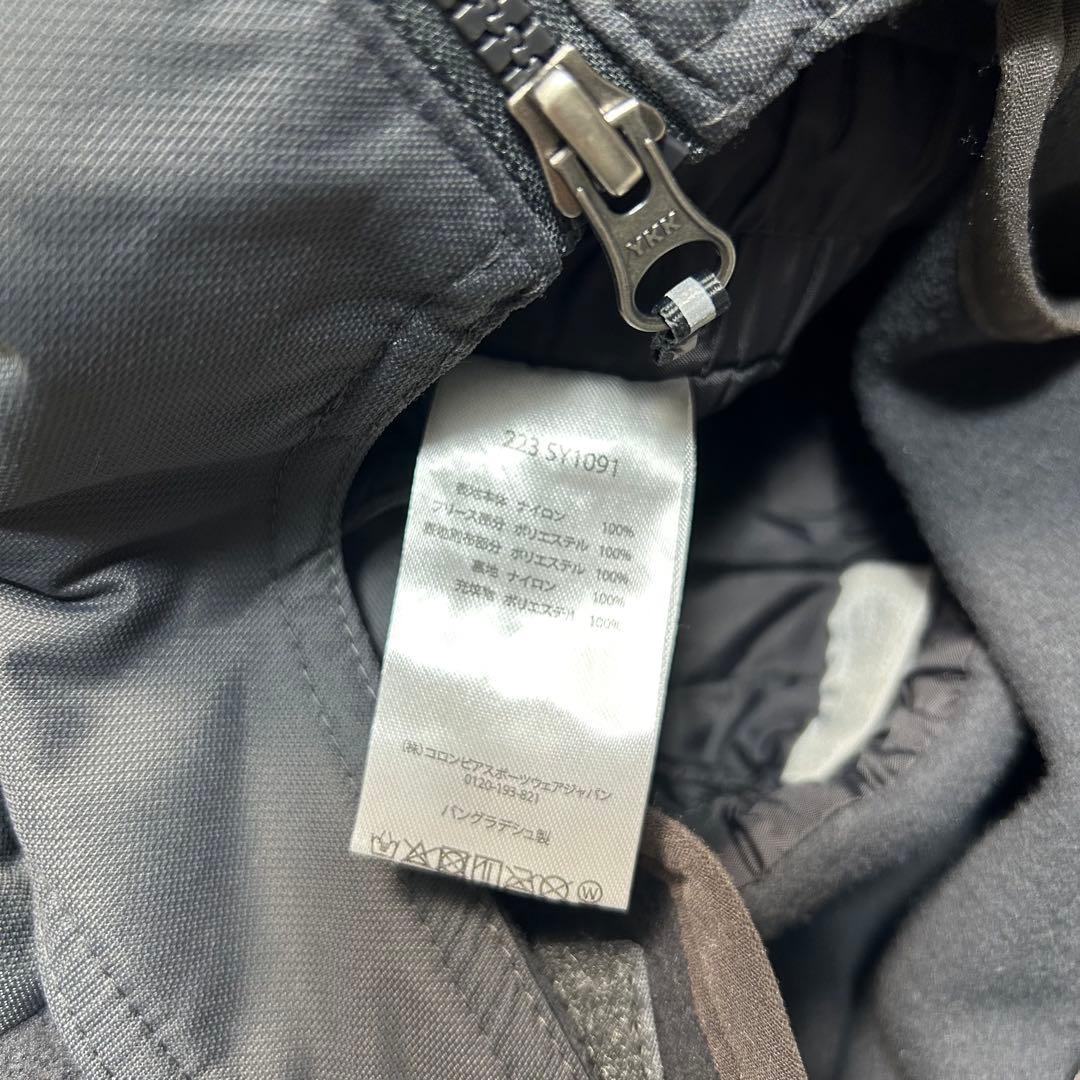 YKK
223 SY1091
表地本体 ナイロン 100%
フリース部分 ポリエステル 100%
表地別布部分 ポリエステル 100%
裏地 ナイロン 100%
充填物 ポリエステル 100%
(株)コロンビアスポーツウェアジャパン
0120-193-821
バングラデシュ製
W